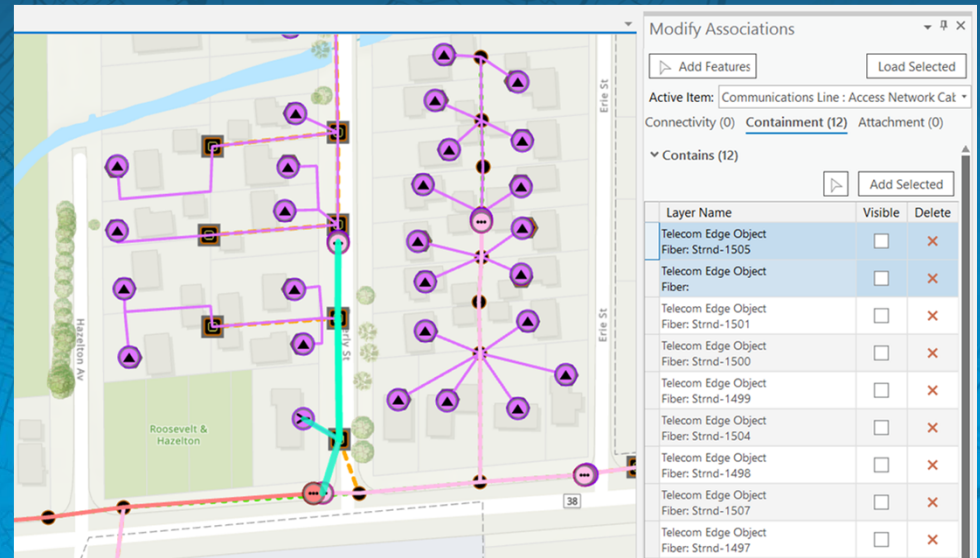 Modify Associations
Add Features
Load Selected
Active Item: Communications Line : Access Network Cat
Connectivity (0) Containment (12) Attachment (0)
Contains (12)
Add Selected
Layer Name Visible Delete
Telecom Edge Object
Fiber: Strnd-1505
Telecom Edge Object
Fiber:
Telecom Edge Object
Fiber: Strnd-1501
Telecom Edge Object
Fiber: Strnd-1500
Telecom Edge Object
Fiber: Strnd-1499
Telecom Edge Object
Fiber: Strnd-1504
Telecom Edge Object
Fiber: Strnd-1498
Telecom Edge Object
Fiber: Strnd-1507
Telecom Edge Object
Fiber: Strnd-1497
Erie St
Erie St
Hazelton Av
Roosevelt &
Hazelton
38